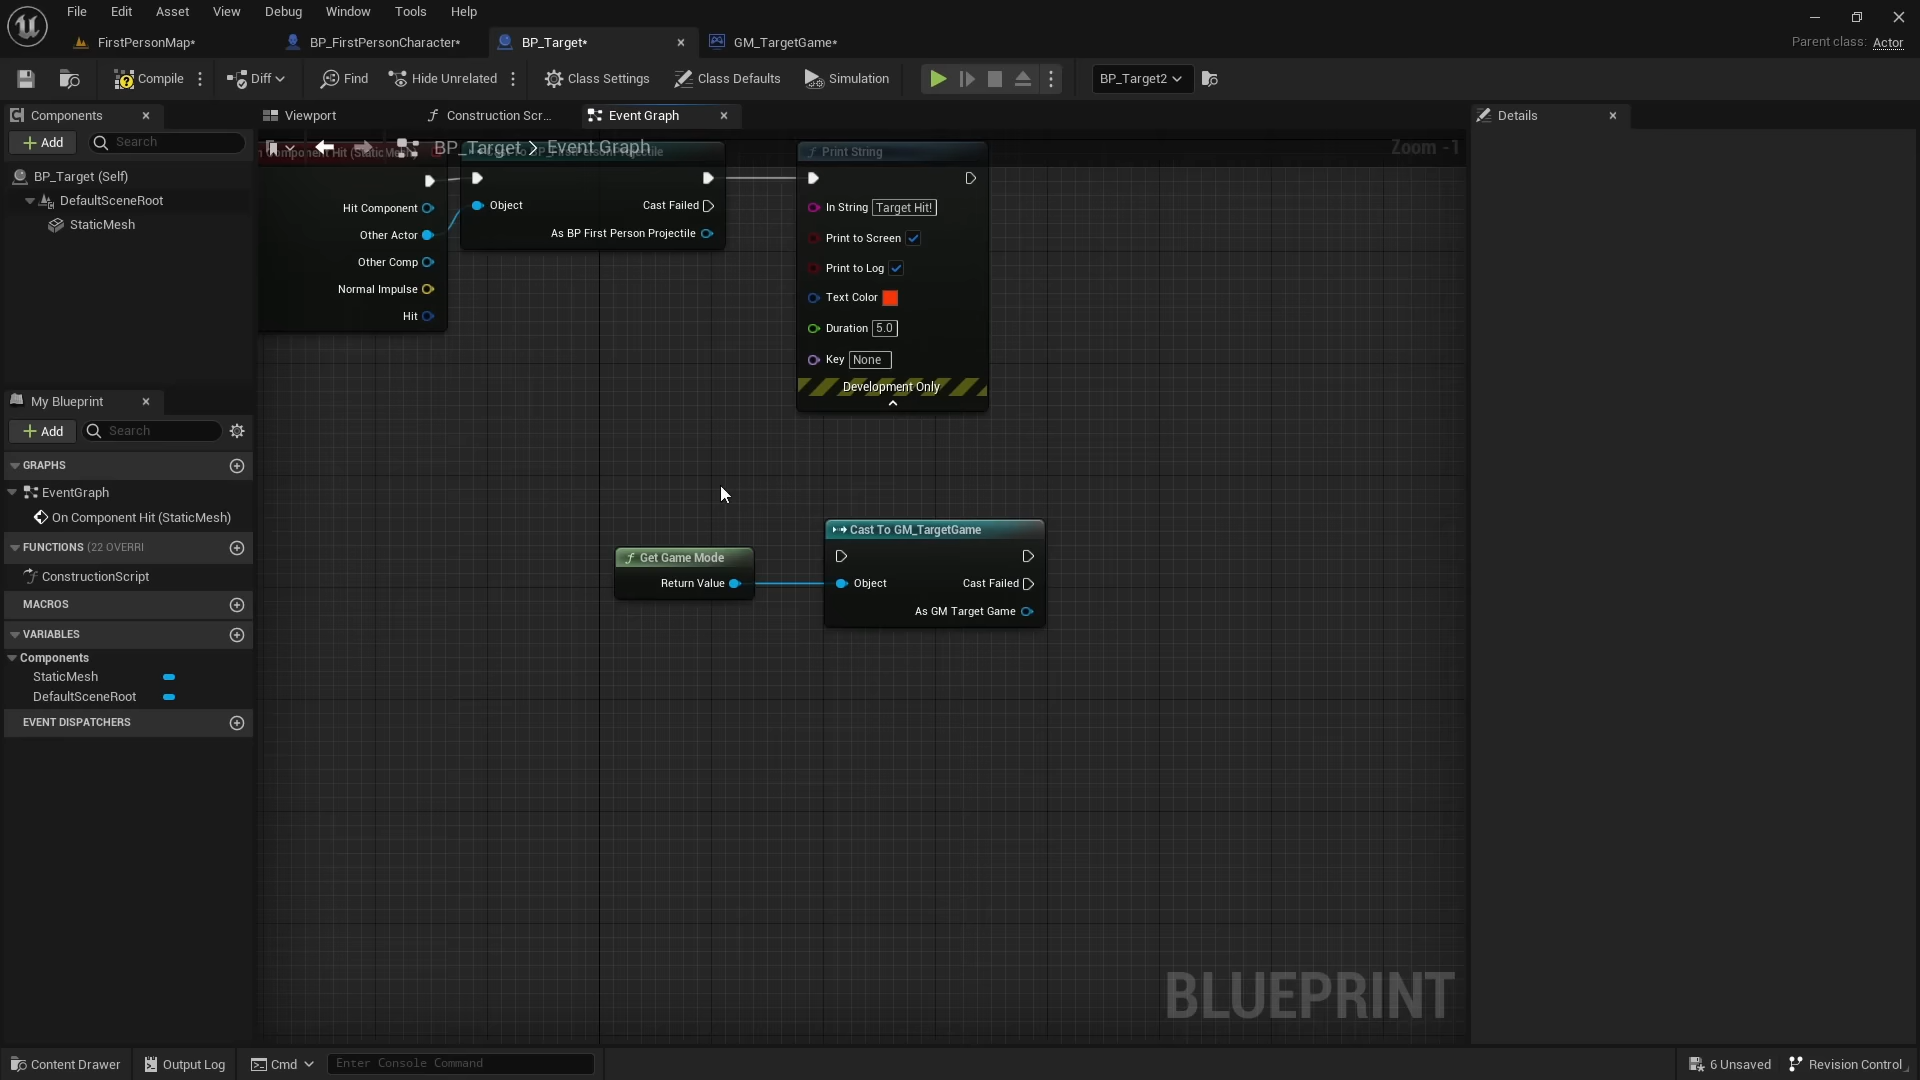 File Edit Asset View Debug Window Tools Help
FirstPersonMap* BP_FirstPersonCharacter* BP_Target* GM_TargetGame*
Parent class: Actor
Compile Diff Find Hide Unrelated Class Settings Class Defaults Simulation BP_Target2
Components
Add Search
BP_Target (Self)
DefaultSceneRoot
StaticMesh
My Blueprint
Add Search
GRAPHS
EventGraph
On Component Hit (StaticMesh)
FUNCTIONS (22 OVERRI
ConstructionScript
MACROS
VARIABLES
Components
StaticMesh
DefaultSceneRoot
EVENT DISPATCHERS
Viewport Construction Scr... Event Graph
BP_Target > Event Graph
Zoom -1
Hit Component
Other Actor
Other Comp
Normal Impulse
Hit
Object Cast Failed
As BP First Person Projectile
Print String
In String Target Hit!
Print to Screen
Print to Log
Text Color
Duration 5.0
Key None
Development Only
Get Game Mode
Return Value
Cast To GM_TargetGame
Object Cast Failed
As GM Target Game
BLUEPRINT
Details
Content Drawer Output Log Cmd Enter Console Command
6 Unsaved Revision Control